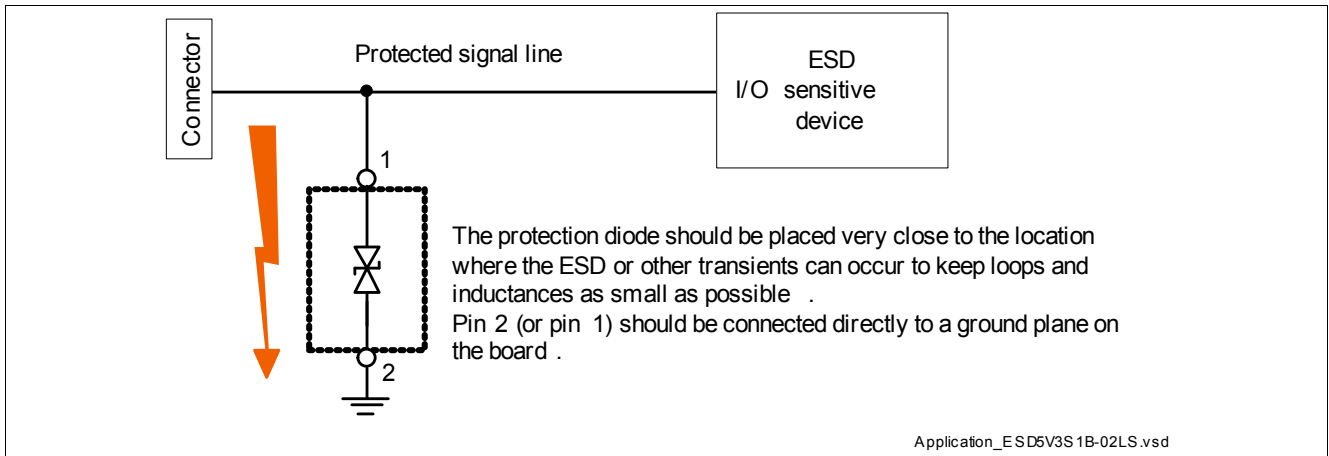 Connector
Protected signal line
ESD
I/O sensitive
device
1
The protection diode should be placed very close to the location
where the ESD or other transients can occur to keep loops and
inductances as small as possible .
Pin 2 (or pin 1) should be connected directly to a ground plane on
the board .
2
Application_ESD5V3S1B-02LS.vsd